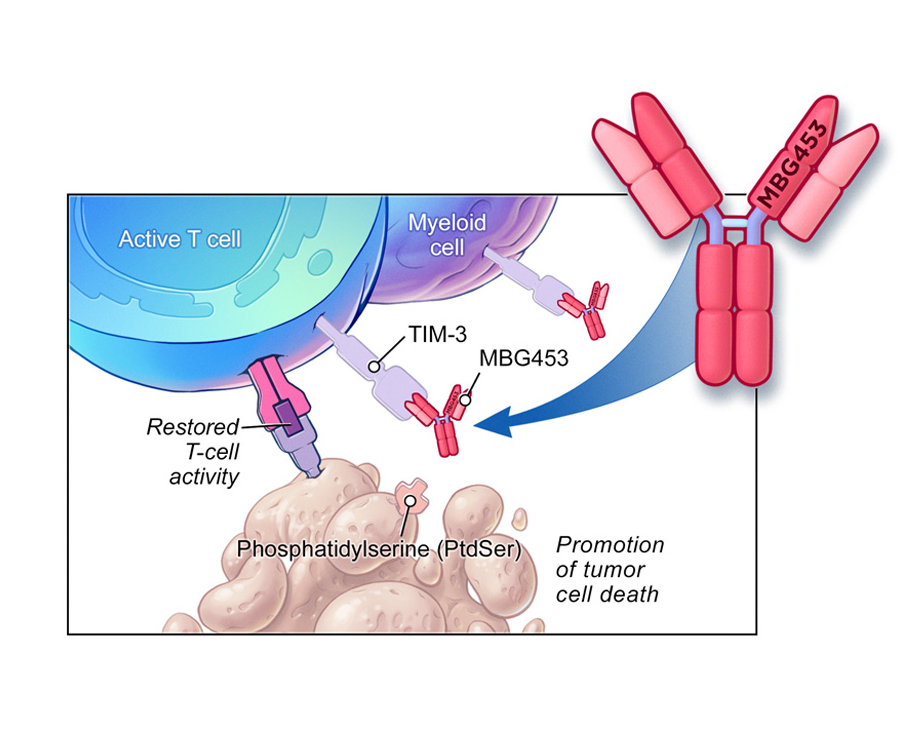 MBG453
Active T cell
Myeloid
cell
TIM-3
MBG453
Restored
T-cell
activity
Phosphatidylserine (PtdSer)
Promotion
of tumor
cell death